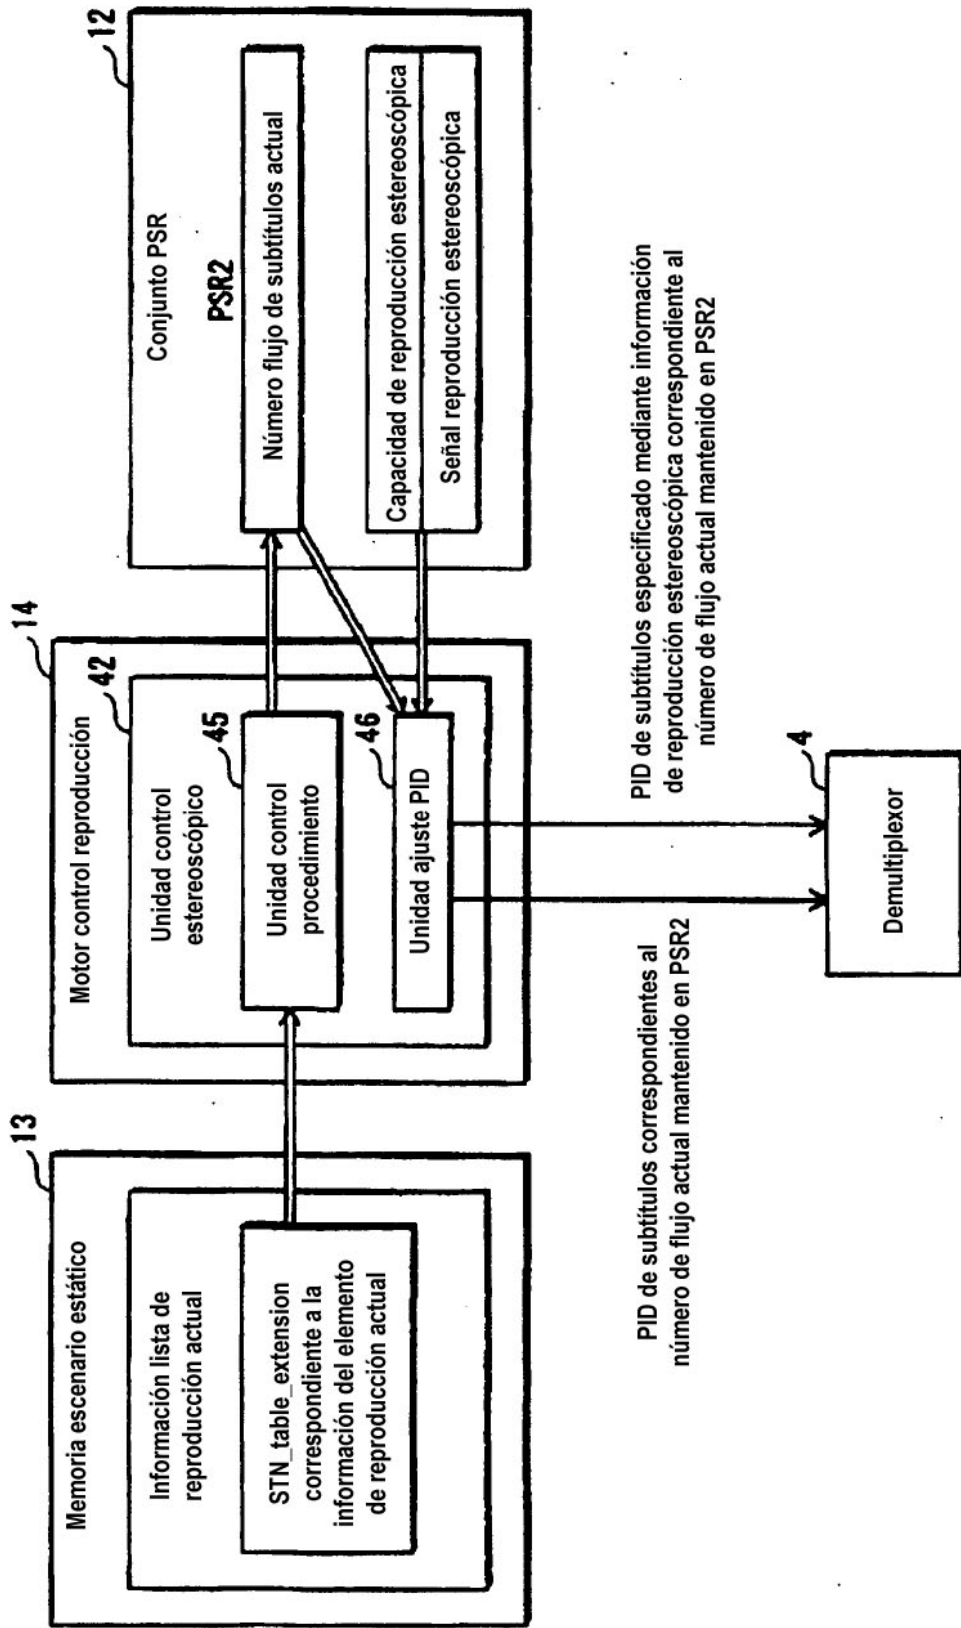 13
Memoria escenario estático
Información lista de
reproducción actual
STN_table_extension
correspondiente a la
información del elemento
de reproducción actual
14
Motor control reproducción
42
Unidad control
estereoscópico
45
Unidad control
procedimiento
46
Unidad ajuste PID
12
Conjunto PSR
PSR2
Número flujo de subtítulos actual
Capacidad de reproducción estereoscópica
Señal reproducción estereoscópica
PID de subtítulos correspondientes al
número de flujo actual mantenido en PSR2
PID de subtítulos especificado mediante información
de reproducción estereoscópica correspondiente al
número de flujo actual mantenido en PSR2
4
Demultiplexor